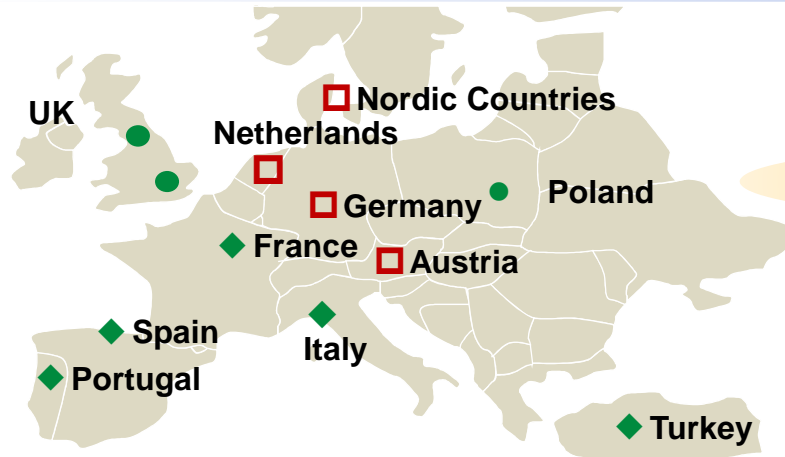 Nordic Countries
UK
Netherlands
Poland
Germany
France
Austria
Spain
Italy
Portugal
Turkey